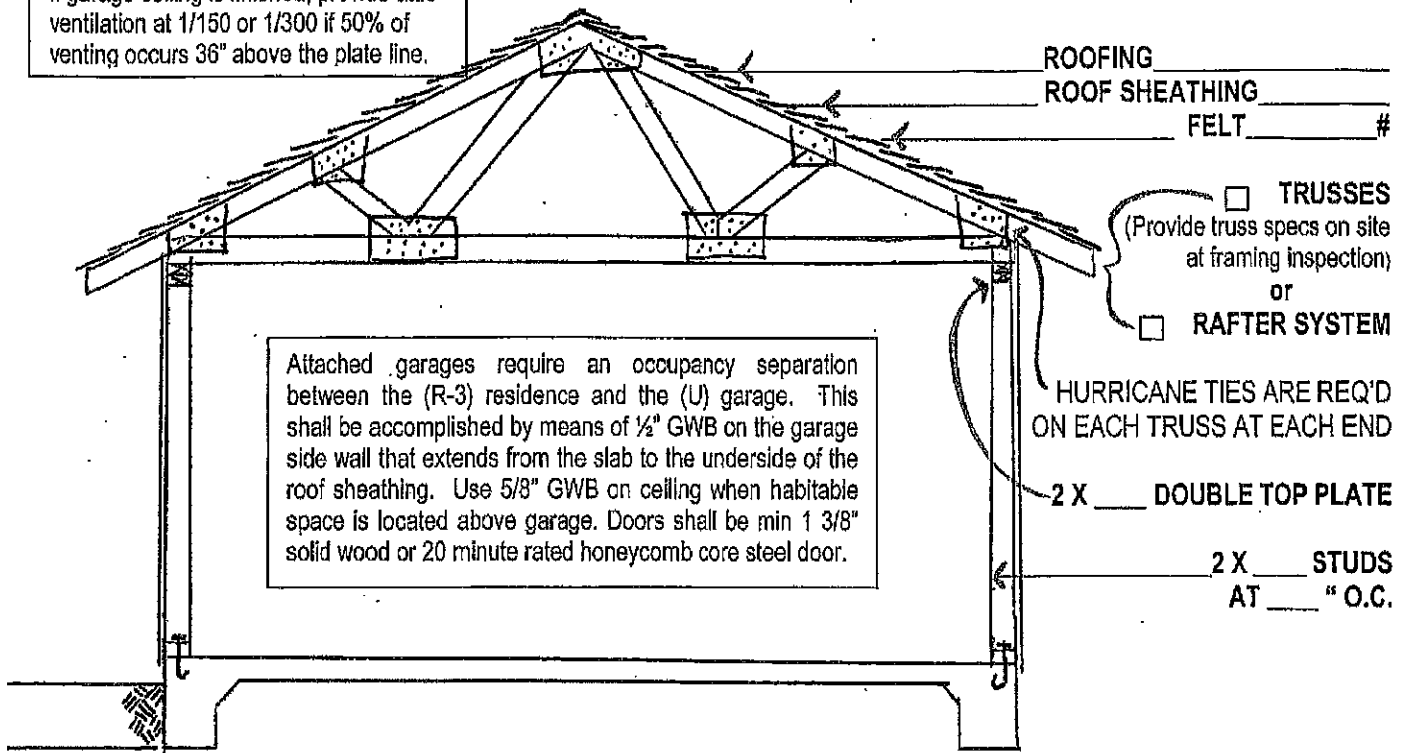 ventilation at 1/150 or 1/300 if 50% of
venting occurs 36" above the plate line.
ROOFING
ROOF SHEATHING
FELT #
☐ TRUSSES
(Provide truss specs on site
at framing inspection)
or
☐ RAFTER SYSTEM
HURRICANE TIES ARE REQ'D
ON EACH TRUSS AT EACH END
2 X ____ DOUBLE TOP PLATE
2 X ____ STUDS
AT ____ " O.C.
Attached garages require an occupancy separation
between the (R-3) residence and the (U) garage. This
shall be accomplished by means of ½" GWB on the garage
side wall that extends from the slab to the underside of the
roof sheathing. Use 5/8" GWB on ceiling when habitable
space is located above garage. Doors shall be min 1 3/8"
solid wood or 20 minute rated honeycomb core steel door.